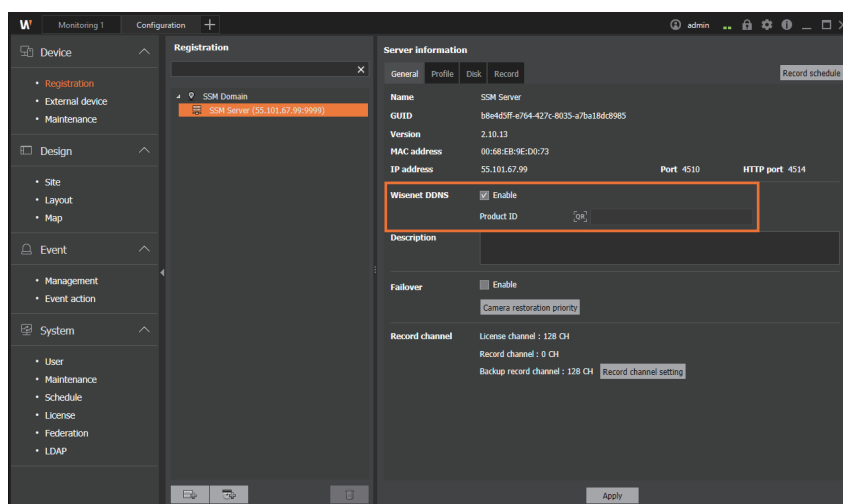 W Monitoring 1 Configuration admin
Device
• Registration
• External device
• Maintenance
Design
• Site
• Layout
• Map
Event
• Management
• Event action
System
• User
• Maintenance
• Schedule
• License
• Federation
• LDAP
Registration
SSM Domain
SSM Server (55.101.67.99:9999)
Server information
General Profile Disk Record Record schedule
Name SSM Server
GUID b8e4d5ff-e764-427c-8035-a7ba18dc8985
Version 2.10.13
MAC address 00:68:EB:9E:D0:73
IP address 55.101.67.99 Port 4510 HTTP port 4514
Wisenet DDNS Enable
Product ID QR
Description
Failover Enable
Camera restoration priority
Record channel License channel : 128 CH
Record channel : 0 CH
Backup record channel : 128 CH Record channel setting
Apply